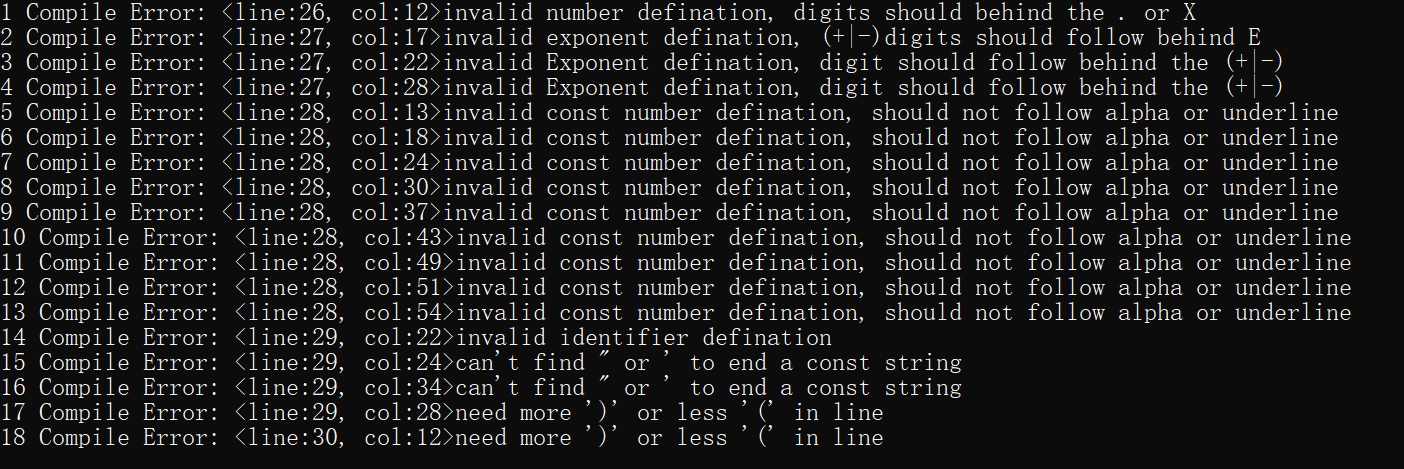 1 Compile Error: <line:26, col:12>invalid number defination, digits should behind the . or X
2 Compile Error: <line:27, col:17>invalid exponent defination, (+|-)digits should follow behind E
3 Compile Error: <line:27, col:22>invalid Exponent defination, digit should follow behind the (+|-)
4 Compile Error: <line:27, col:28>invalid Exponent defination, digit should follow behind the (+|-)
5 Compile Error: <line:28, col:13>invalid const number defination, should not follow alpha or underline
6 Compile Error: <line:28, col:18>invalid const number defination, should not follow alpha or underline
7 Compile Error: <line:28, col:24>invalid const number defination, should not follow alpha or underline
8 Compile Error: <line:28, col:30>invalid const number defination, should not follow alpha or underline
9 Compile Error: <line:28, col:37>invalid const number defination, should not follow alpha or underline
10 Compile Error: <line:28, col:43>invalid const number defination, should not follow alpha or underline
11 Compile Error: <line:28, col:49>invalid const number defination, should not follow alpha or underline
12 Compile Error: <line:28, col:51>invalid const number defination, should not follow alpha or underline
13 Compile Error: <line:28, col:54>invalid const number defination, should not follow alpha or underline
14 Compile Error: <line:29, col:22>invalid identifier defination
15 Compile Error: <line:29, col:24>can't find " or ' to end a const string
16 Compile Error: <line:29, col:34>can't find " or ' to end a const string
17 Compile Error: <line:29, col:28>need more ')' or less '(' in line
18 Compile Error: <line:30, col:12>need more ')' or less '(' in line